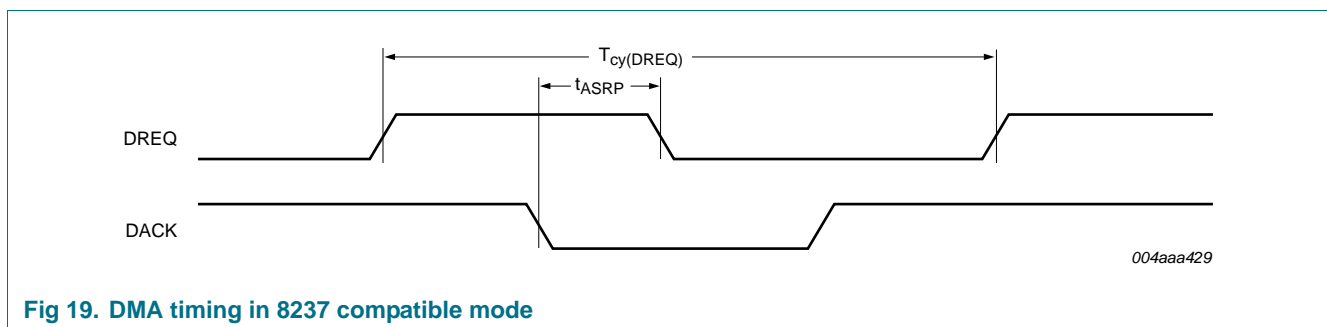 Tcy(DREQ)
tASRP
DREQ
DACK
004aaa429
Fig 19. DMA timing in 8237 compatible mode